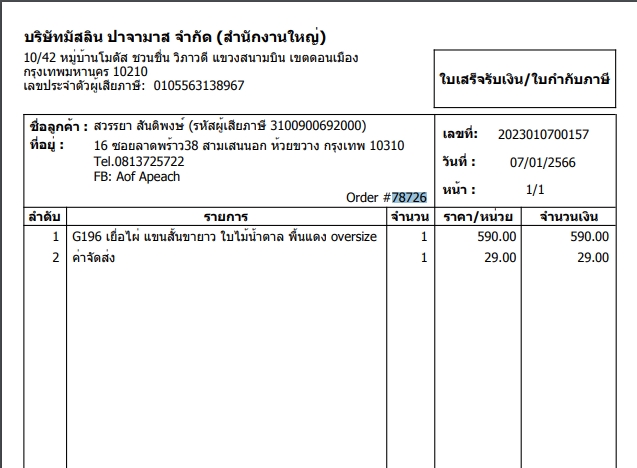 บริษัทมัสลิน ปาจามาส จำกัด (สำนักงานใหญ่)
10/42 หมู่บ้านโมดัส ชวนชื่น วิภาวดี แขวงสนามบิน เขตดอนเมือง
กรุงเทพมหานคร 10210
เลขประจำตัวผู้เสียภาษี: 0105563138967
ใบเสร็จรับเงิน/ใบกำกับภาษี
ชื่อลูกค้า : สวรรยา สันติพงษ์ (รหัสผู้เสียภาษี 3100900692000)
ที่อยู่ : 16 ซอยลาดพร้าว38 สามเสนนอก ห้วยขวาง กรุงเทพ 10310
Tel.0813725722
FB: Aof Apeach
Order #78726
เลขที่: 2023010700157
วันที่ : 07/01/2566
หน้า : 1/1
ลำดับ รายการ จำนวน ราคา/หน่วย จำนวนเงิน
1 G196 เยื่อไผ่ แขนสั้นขายาว ใบไม้น้ำตาล พื้นแดง oversize 1 590.00 590.00
2 ค่าจัดส่ง 1 29.00 29.00